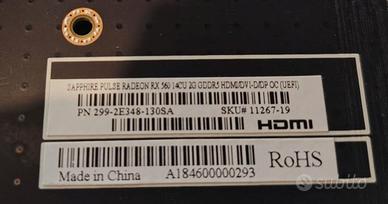 SAPPHIRE PULSE RADEON RX 560 14CU 2G GDDR5 HDMI/DVI-D/DP OC (UEFI)
PN 299-2E348-130SA SKU# 11267-19
HDMI
RoHS
Made in China A184600000293
subito